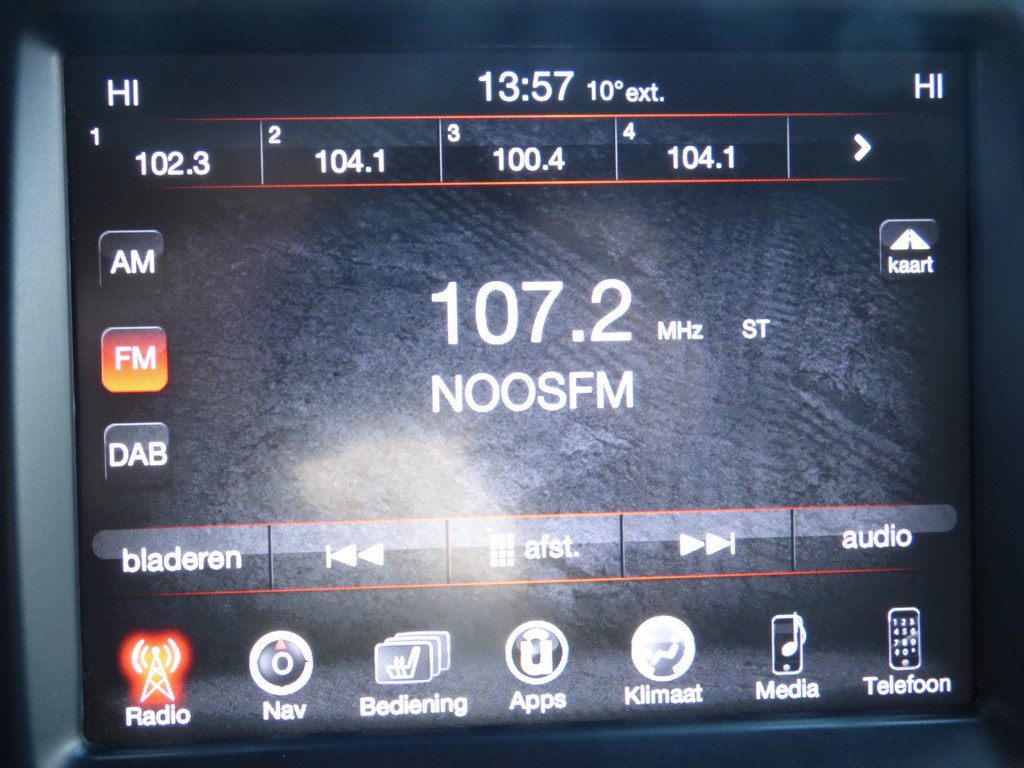 HI 13:57 10° ext. HI
1 102.3 2 104.1 3 100.4 4 104.1
AM
kaart
107.2 MHz ST
FM
NOOSFM
DAB
bladeren afst. audio
Radio Nav Bediening Apps Klimaat Media Telefoon